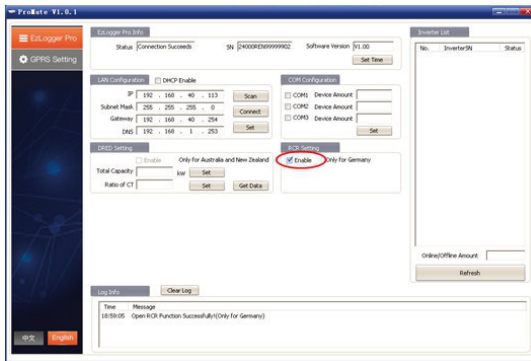 ProMate V1.0.1
EzLogger Pro
GPRS Setting
中文 English
EzLogger Pro Info
Status Connection Succeeds SN 24000REN99999902 Software Version V1.00
Set Time
LAN Configuration DHCP Enable
IP 192 . 168 . 40 . 113 Scan
Subnet Mask 255 . 255 . 255 . 0 Connect
Gateway 192 . 168 . 40 . 254
DNS 192 . 168 . 1 . 253 Set
COM Configuration
COM1 Device Amount
COM2 Device Amount
COM3 Device Amount
Set
DRED Setting
Enable Only for Australia and New Zealand
Total Capacity kW Set
Ratio of CT Set Get Data
RCR Setting
Enable Only for Germany
Inverter List
No. InverterSN Status
Online/Offline Amount
Refresh
Log Info Clear Log
Time Message
18:59:05 Open RCR Function Successfully!(Only for Germany)